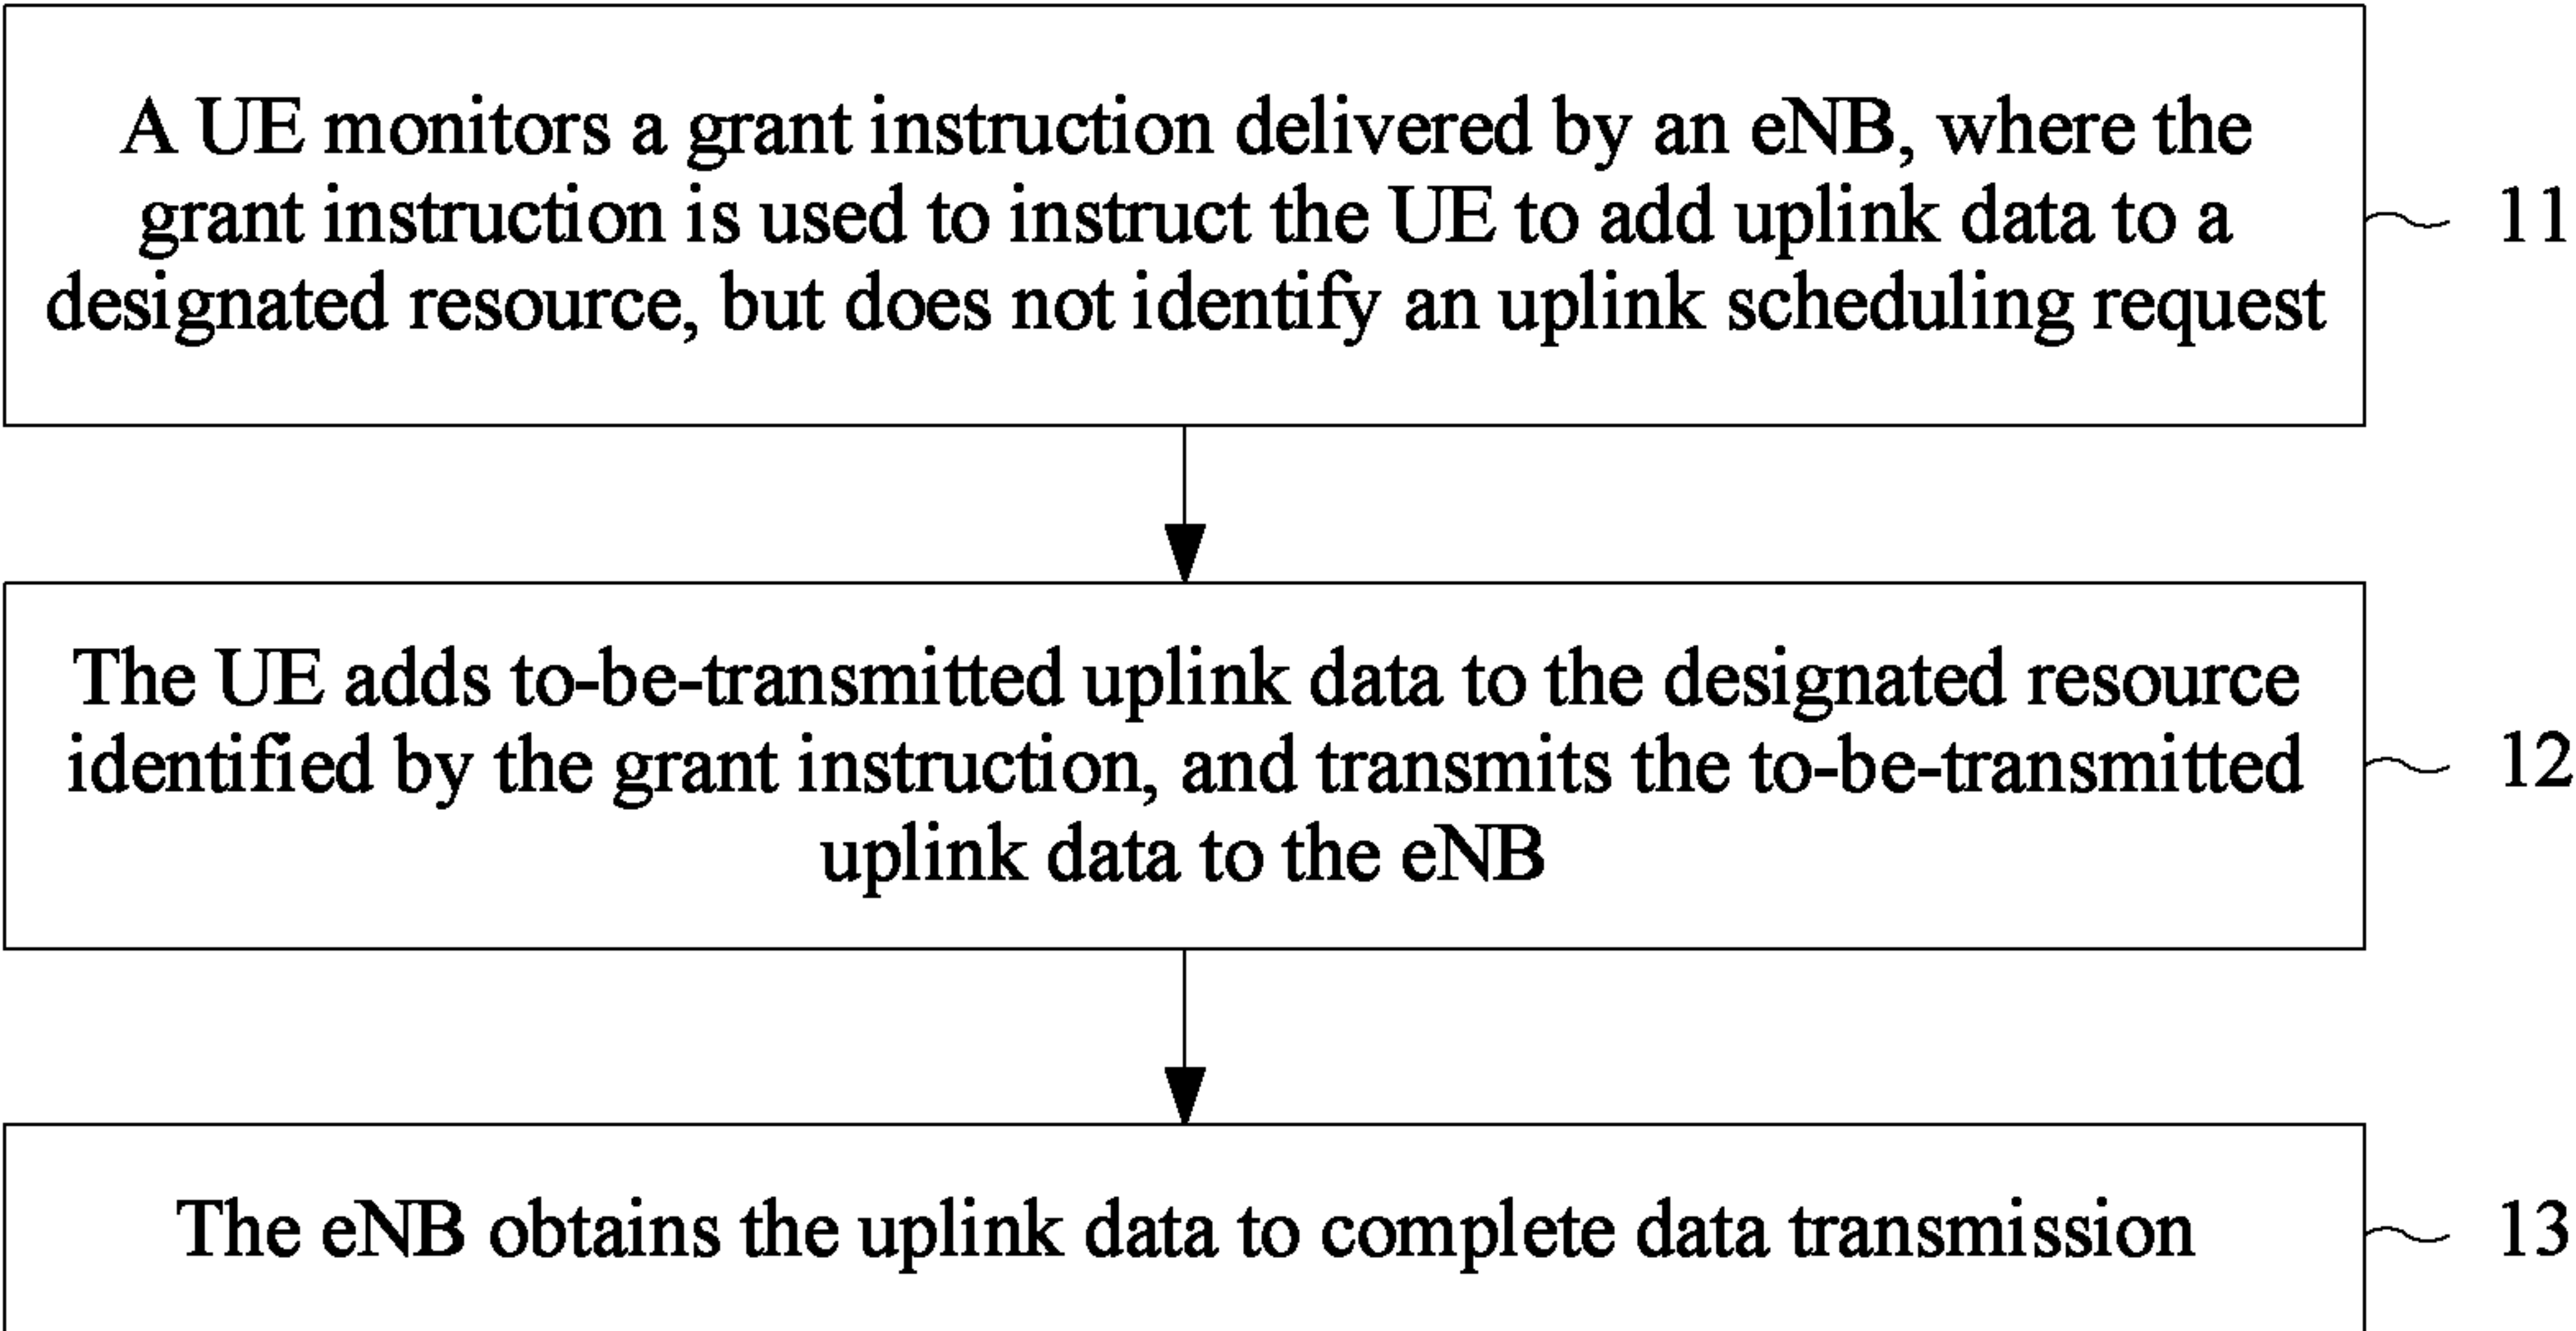 A UE monitors a grant instruction delivered by an eNB, where the
grant instruction is used to instruct the UE to add uplink data to a
designated resource, but does not identify an uplink scheduling request
11
The UE adds to-be-transmitted uplink data to the designated resource
identified by the grant instruction, and transmits the to-be-transmitted
uplink data to the eNB
12
The eNB obtains the uplink data to complete data transmission
13